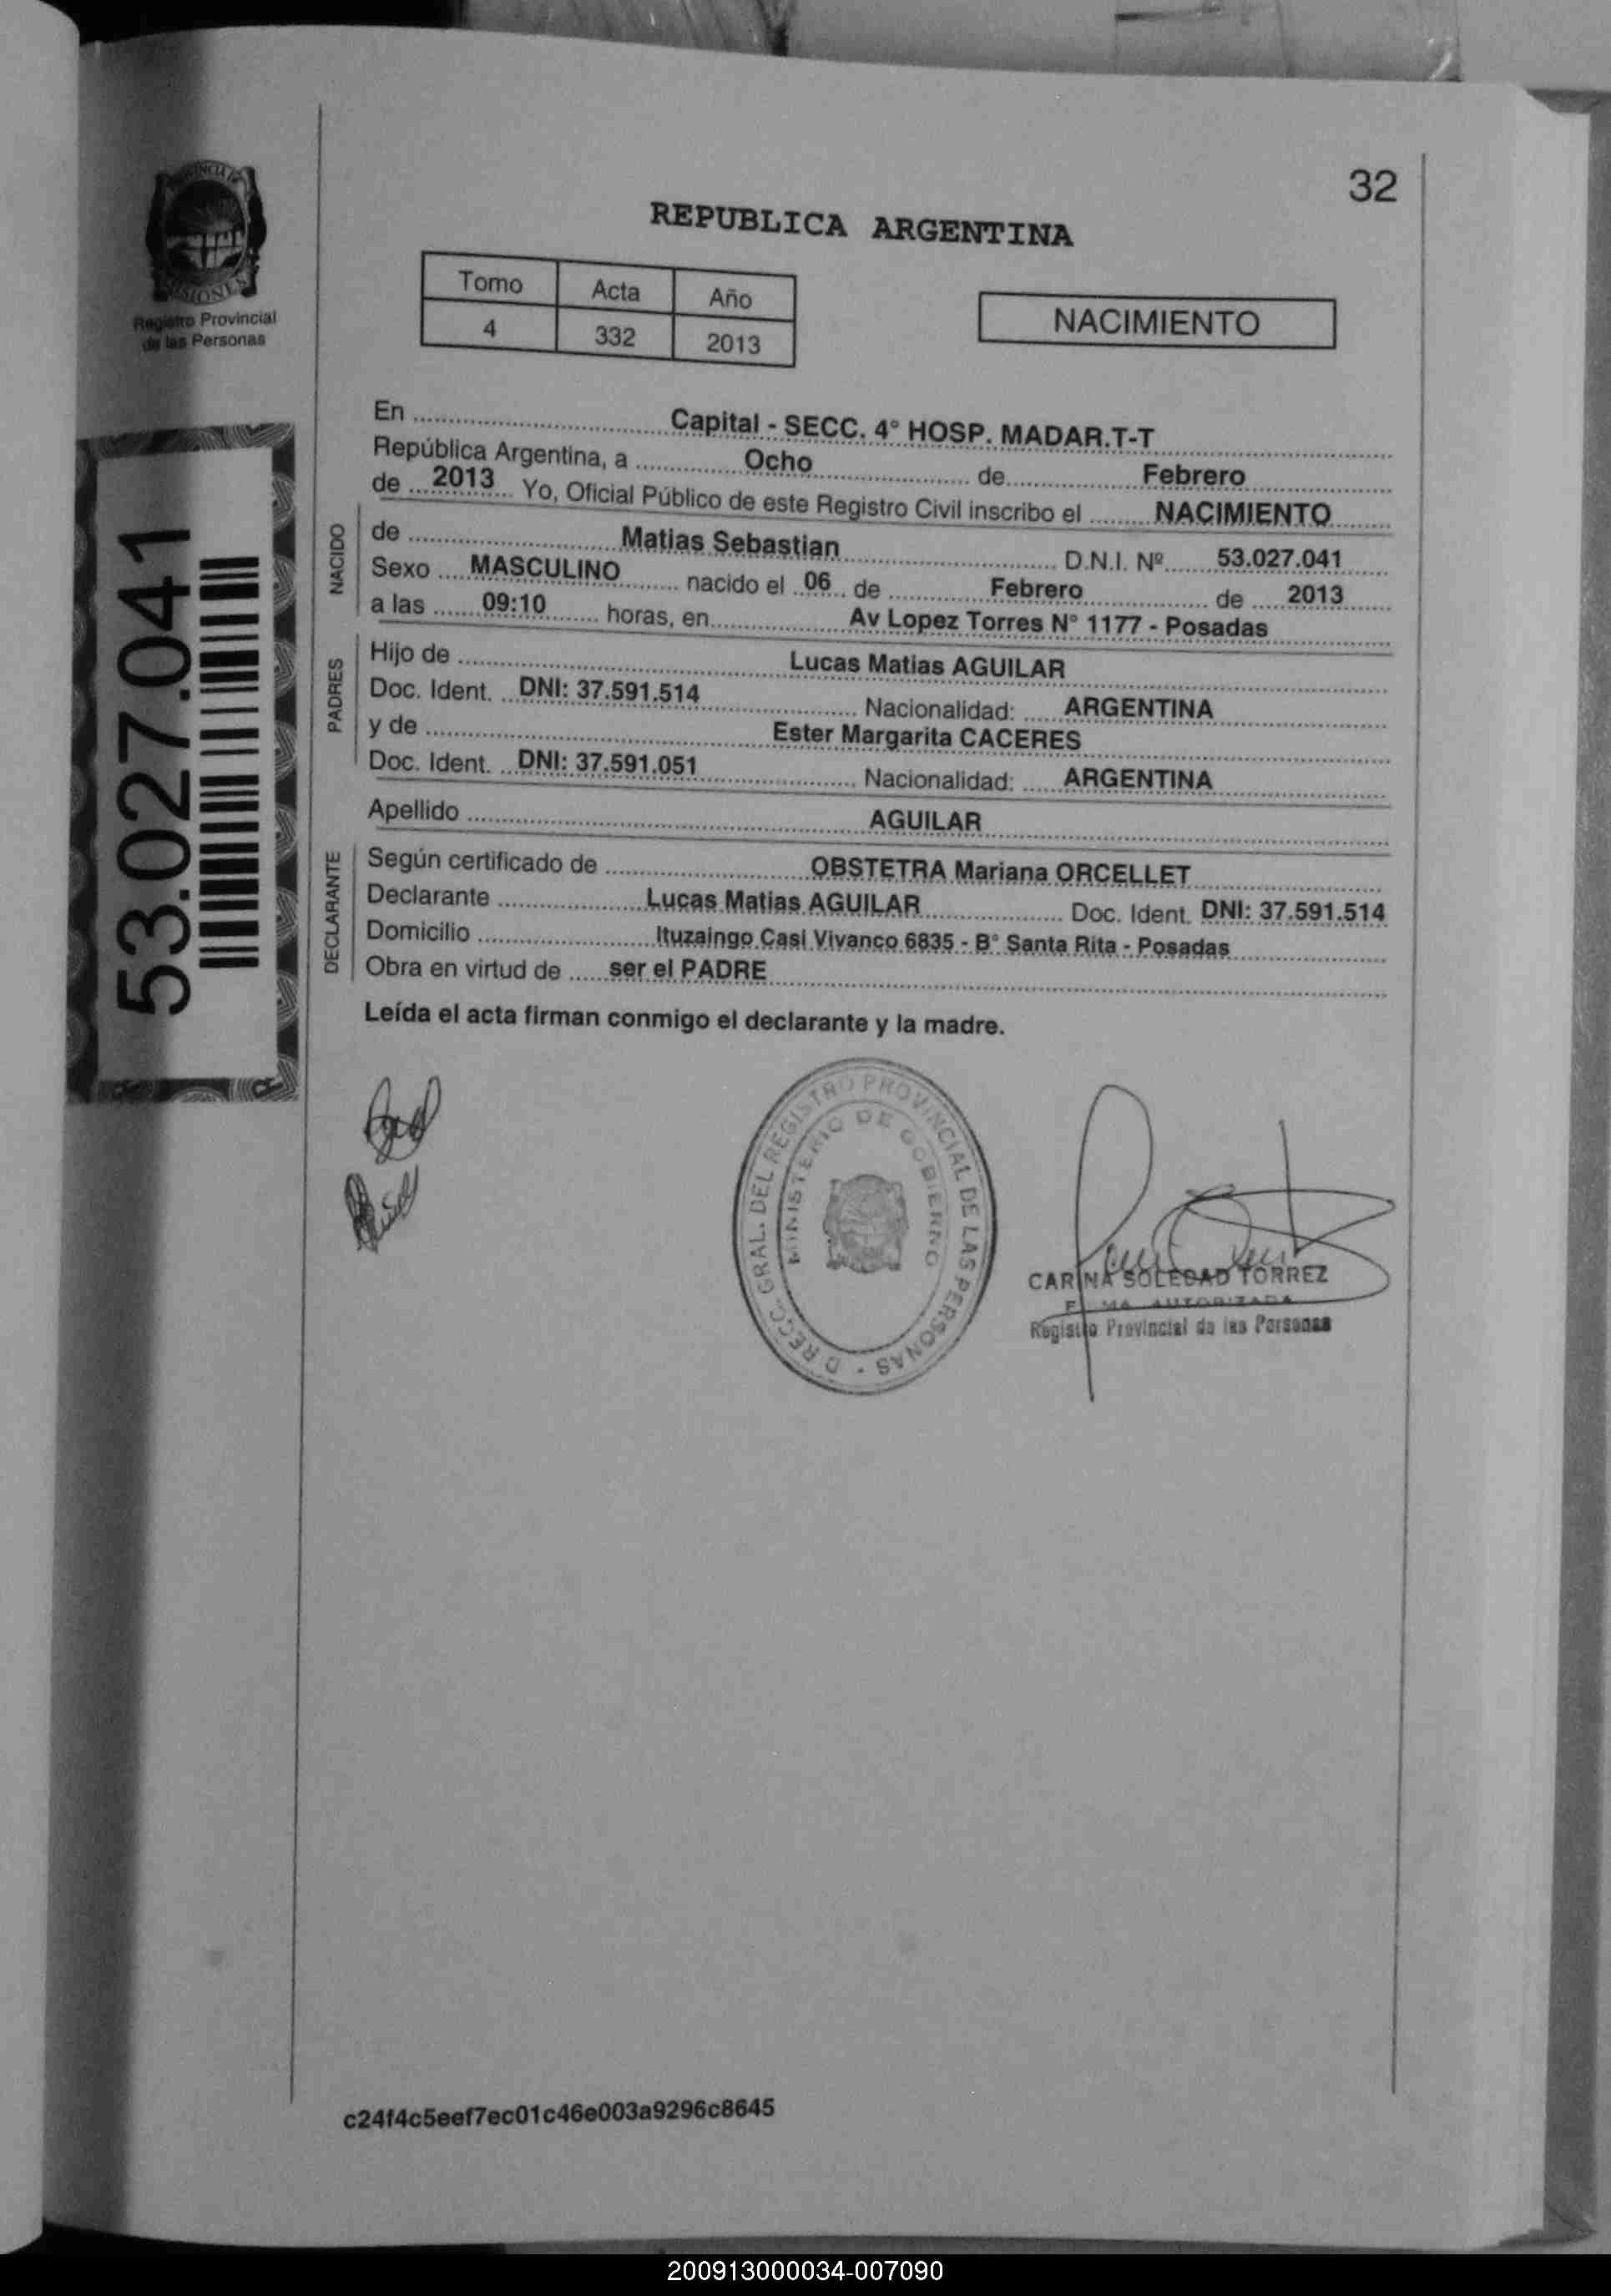 32
REPUBLICA ARGENTINA
PROVINCIA DE
MISIONES
Registro Provincial
de las Personas
Tomo Acta Año
4 332 2013
NACIMIENTO
53.027.041
En Capital - SECC. 4° HOSP. MADAR.T-T
República Argentina, a Ocho de Febrero
de 2013 Yo, Oficial Público de este Registro Civil inscribo el NACIMIENTO
NACIDO
de Matias Sebastian D.N.I. Nº 53.027.041
Sexo MASCULINO nacido el 06 de Febrero de 2013
a las 09:10 horas, en Av Lopez Torres N° 1177 - Posadas
PADRES
Hijo de Lucas Matias AGUILAR
Doc. Ident. DNI: 37.591.514 Nacionalidad: ARGENTINA
y de Ester Margarita CACERES
Doc. Ident. DNI: 37.591.051 Nacionalidad: ARGENTINA
Apellido AGUILAR
DECLARANTE
Según certificado de OBSTETRA Mariana ORCELLET
Declarante Lucas Matias AGUILAR Doc. Ident. DNI: 37.591.514
Domicilio Ituzaingo Casi Vivanco 6835 - B° Santa Rita - Posadas
Obra en virtud de ser el PADRE
Leída el acta firman conmigo el declarante y la madre.
DIRECC. GRAL. DEL REGISTRO PROVINCIAL DE LAS PERSONAS -
MINISTERIO DE GOBIERNO
CARINA SOLEDAD TORREZ
FIRMA AUTORIZADA
Registro Provincial de las Personas
c24f4c5eef7ec01c46e003a9296c8645
200913000034-007090